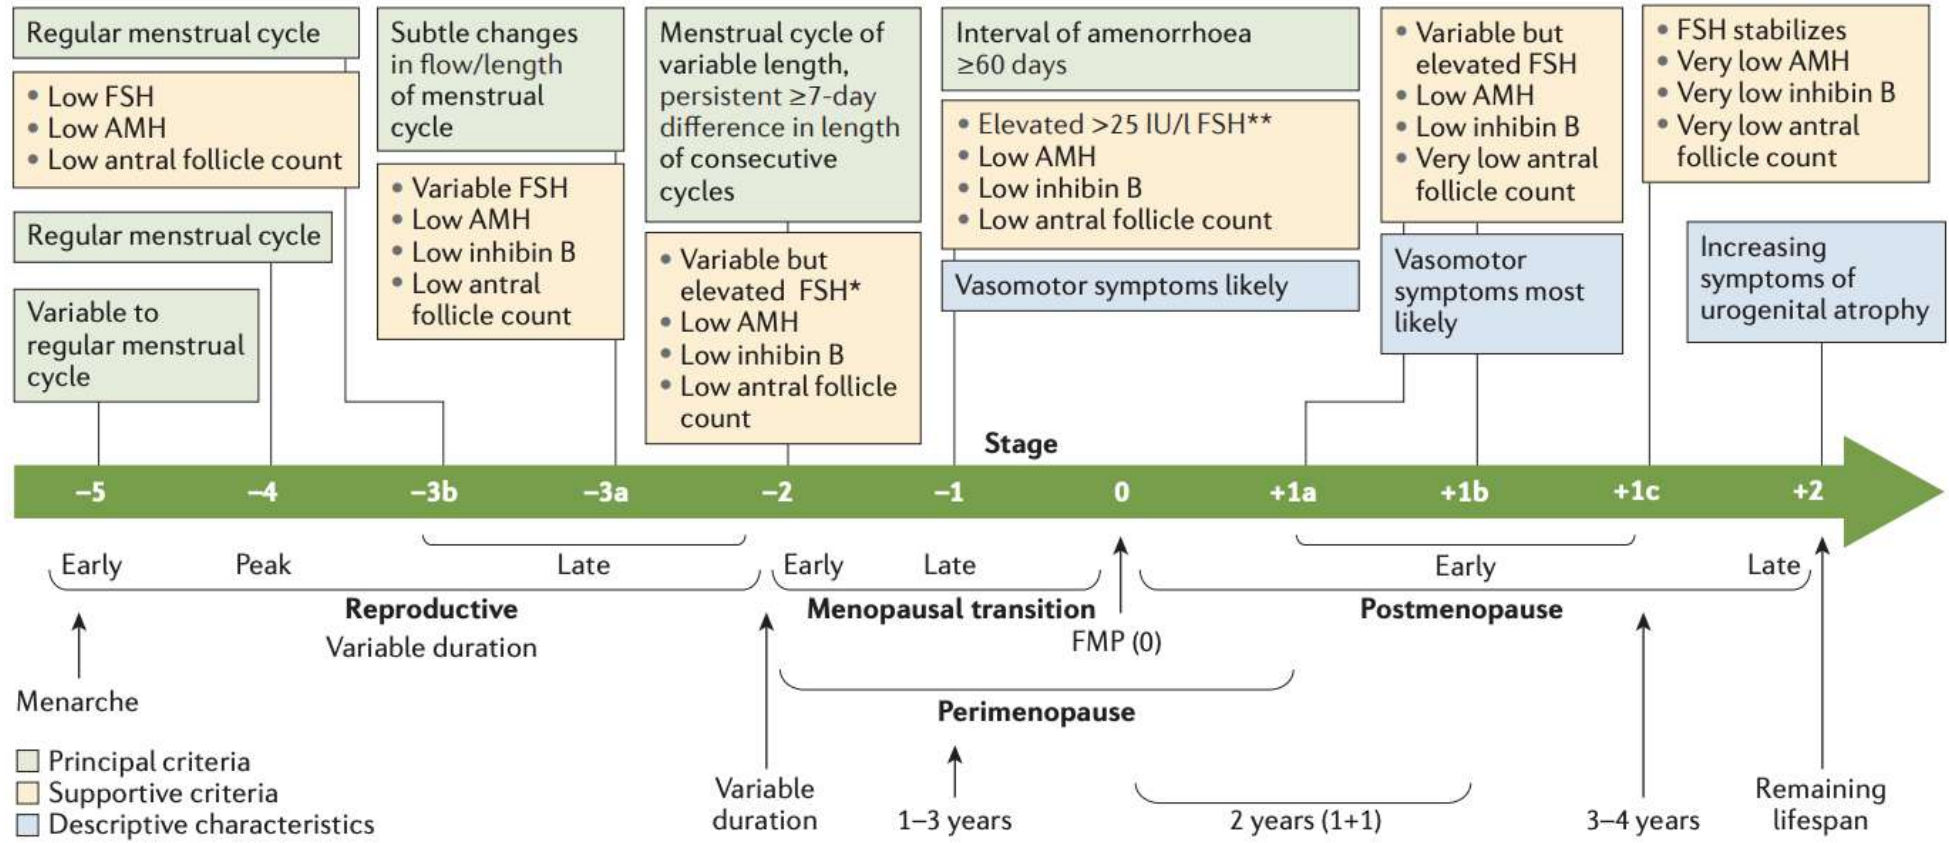 Regular menstrual cycle
• Low FSH
• Low AMH
• Low antral follicle count
Regular menstrual cycle
Variable to
regular menstrual
cycle
Subtle changes
in flow/length
of menstrual
cycle
• Variable FSH
• Low AMH
• Low inhibin B
• Low antral
follicle count
Menstrual cycle of
variable length,
persistent ≥7-day
difference in length
of consecutive
cycles
• Variable but
elevated FSH*
• Low AMH
• Low inhibin B
• Low antral follicle
count
Interval of amenorrhoea
≥60 days
• Elevated >25 IU/l FSH**
• Low AMH
• Low inhibin B
• Low antral follicle count
Vasomotor symptoms likely
• Variable but
elevated FSH
• Low AMH
• Low inhibin B
• Very low antral
follicle count
Vasomotor
symptoms most
likely
• FSH stabilizes
• Very low AMH
• Very low inhibin B
• Very low antral
follicle count
Increasing
symptoms of
urogenital atrophy
Stage
–5 –4 –3b –3a –2 –1 0 +1a +1b +1c +2
Early Peak Late Early Late Early Late
Reproductive Menopausal transition Postmenopause
Variable duration
FMP (0)
Menarche
Perimenopause
Principal criteria
Supportive criteria
Descriptive characteristics
Variable
duration
1–3 years
2 years (1+1)
3–4 years
Remaining
lifespan